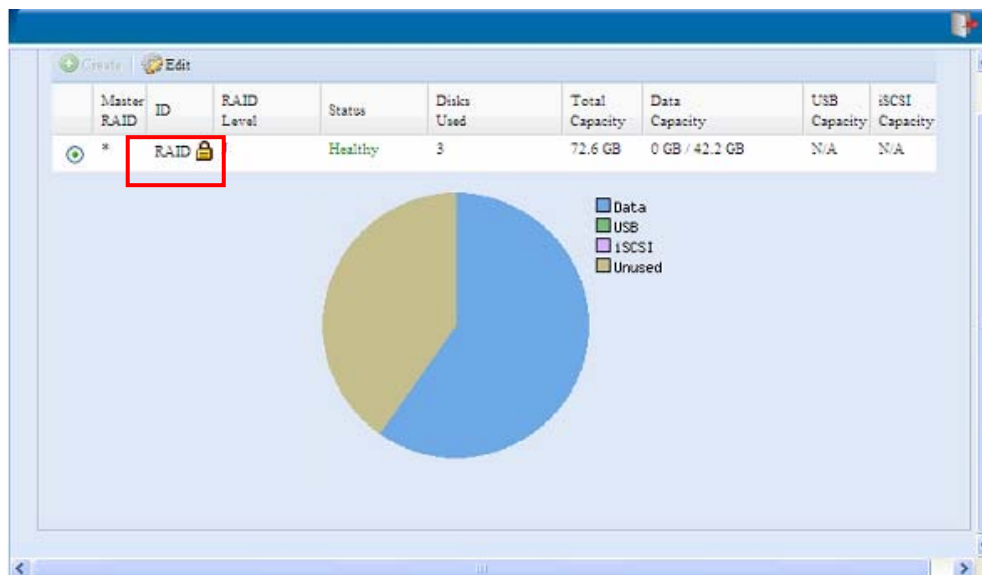 Create Edit
Master RAID ID RAID Level Status Disks Used Total Capacity Data Capacity USB Capacity iSCSI Capacity
* RAID Healthy 3 72.6 GB 0 GB / 42.2 GB N/A N/A
Data
USB
iSCSI
Unused